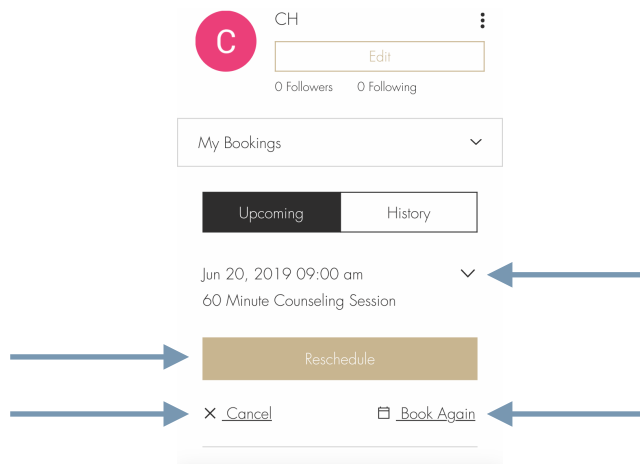 C
CH
Edit
0 Followers 0 Following
My Bookings
Upcoming History
Jun 20, 2019 09:00 am
60 Minute Counseling Session
Reschedule
Cancel Book Again